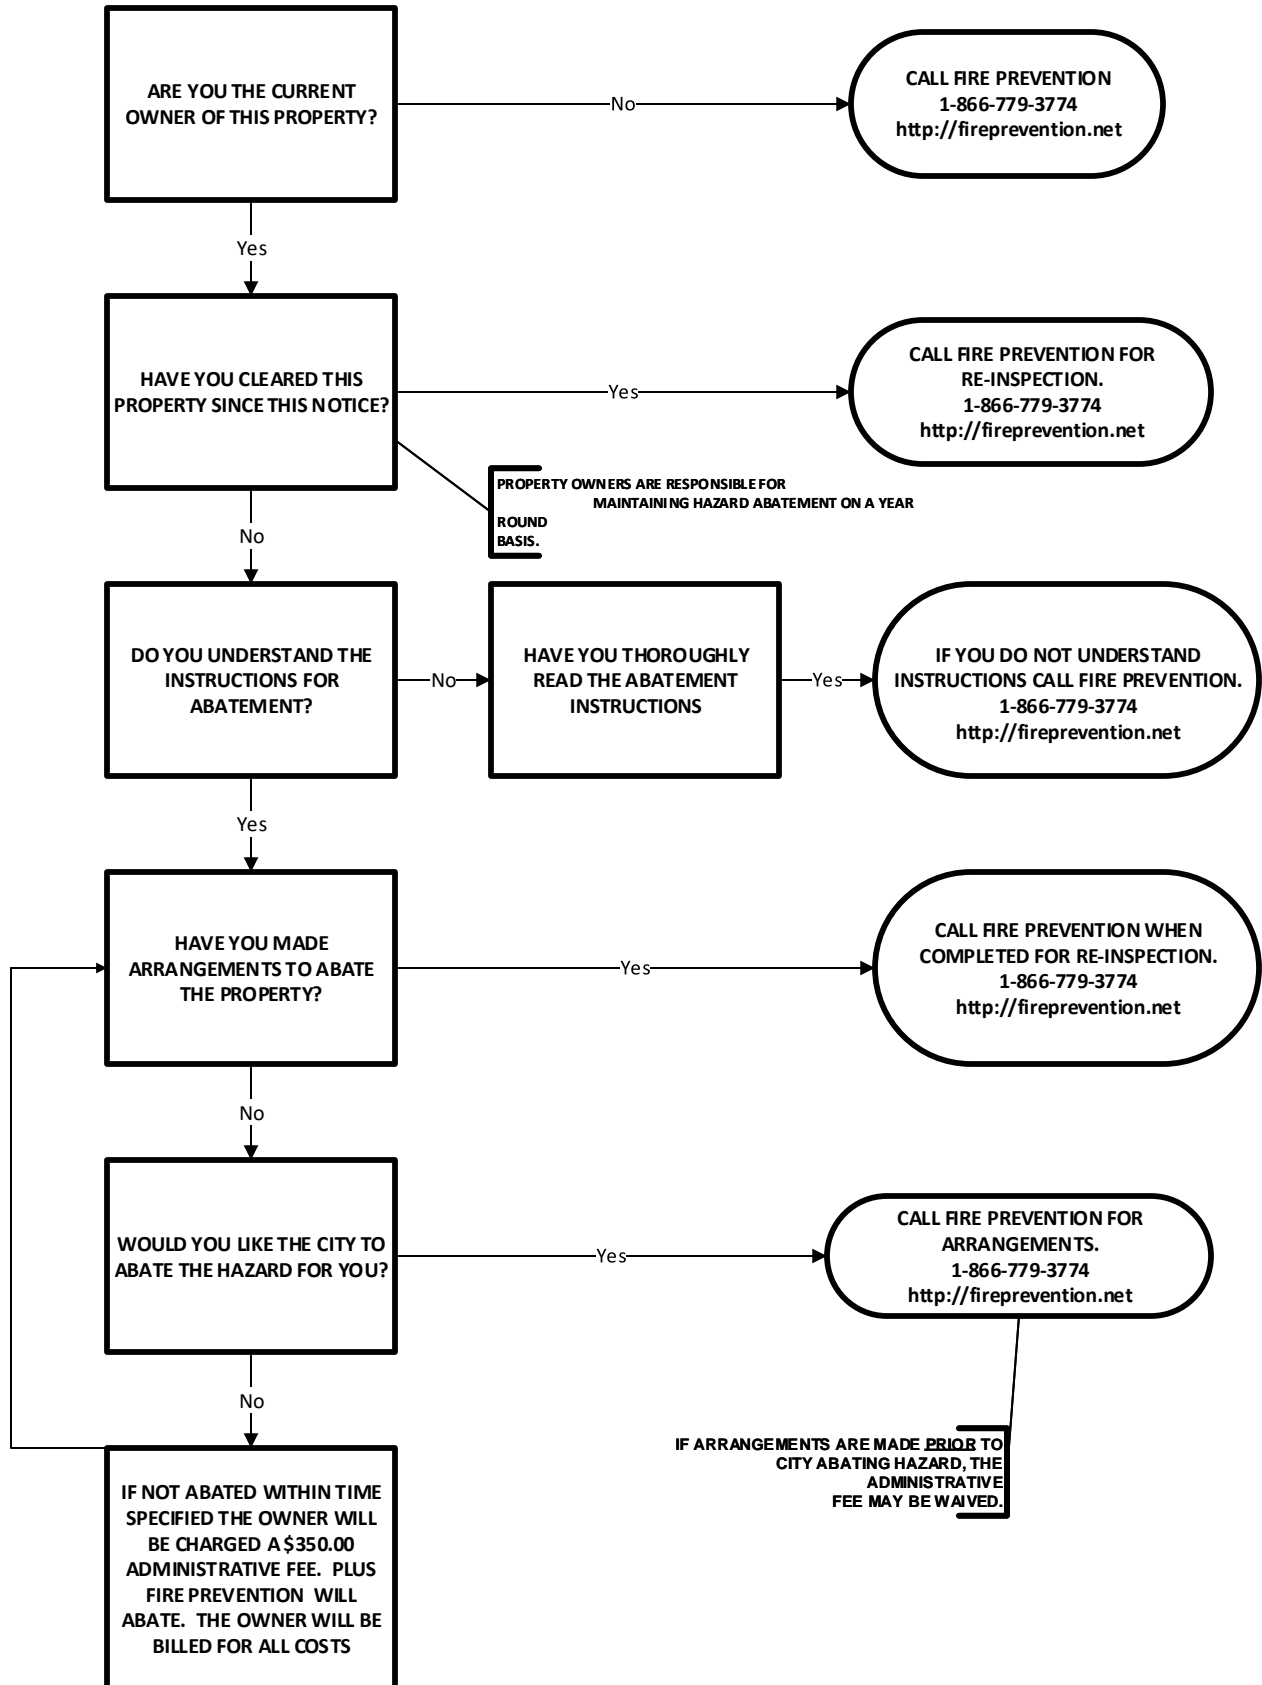 ARE YOU THE CURRENT
OWNER OF THIS PROPERTY?
No
CALL FIRE PREVENTION
1-866-779-3774
http://fireprevention.net
Yes
HAVE YOU CLEARED THIS
PROPERTY SINCE THIS NOTICE?
Yes
CALL FIRE PREVENTION FOR
RE-INSPECTION.
1-866-779-3774
http://fireprevention.net
PROPERTY OWNERS ARE RESPONSIBLE FOR
MAINTAINING HAZARD ABATEMENT ON A YEAR
ROUND
BASIS.
No
DO YOU UNDERSTAND THE
INSTRUCTIONS FOR
ABATEMENT?
No
HAVE YOU THOROUGHLY
READ THE ABATEMENT
INSTRUCTIONS
Yes
IF YOU DO NOT UNDERSTAND
INSTRUCTIONS CALL FIRE PREVENTION.
1-866-779-3774
http://fireprevention.net
Yes
HAVE YOU MADE
ARRANGEMENTS TO ABATE
THE PROPERTY?
Yes
CALL FIRE PREVENTION WHEN
COMPLETED FOR RE-INSPECTION.
1-866-779-3774
http://fireprevention.net
No
WOULD YOU LIKE THE CITY TO
ABATE THE HAZARD FOR YOU?
Yes
CALL FIRE PREVENTION FOR
ARRANGEMENTS.
1-866-779-3774
http://fireprevention.net
No
IF ARRANGEMENTS ARE MADE PRIOR TO
CITY ABATING HAZARD, THE
ADMINISTRATIVE
FEE MAY BE WAIVED.
IF NOT ABATED WITHIN TIME
SPECIFIED THE OWNER WILL
BE CHARGED A $350.00
ADMINISTRATIVE FEE. PLUS
FIRE PREVENTION WILL
ABATE. THE OWNER WILL BE
BILLED FOR ALL COSTS